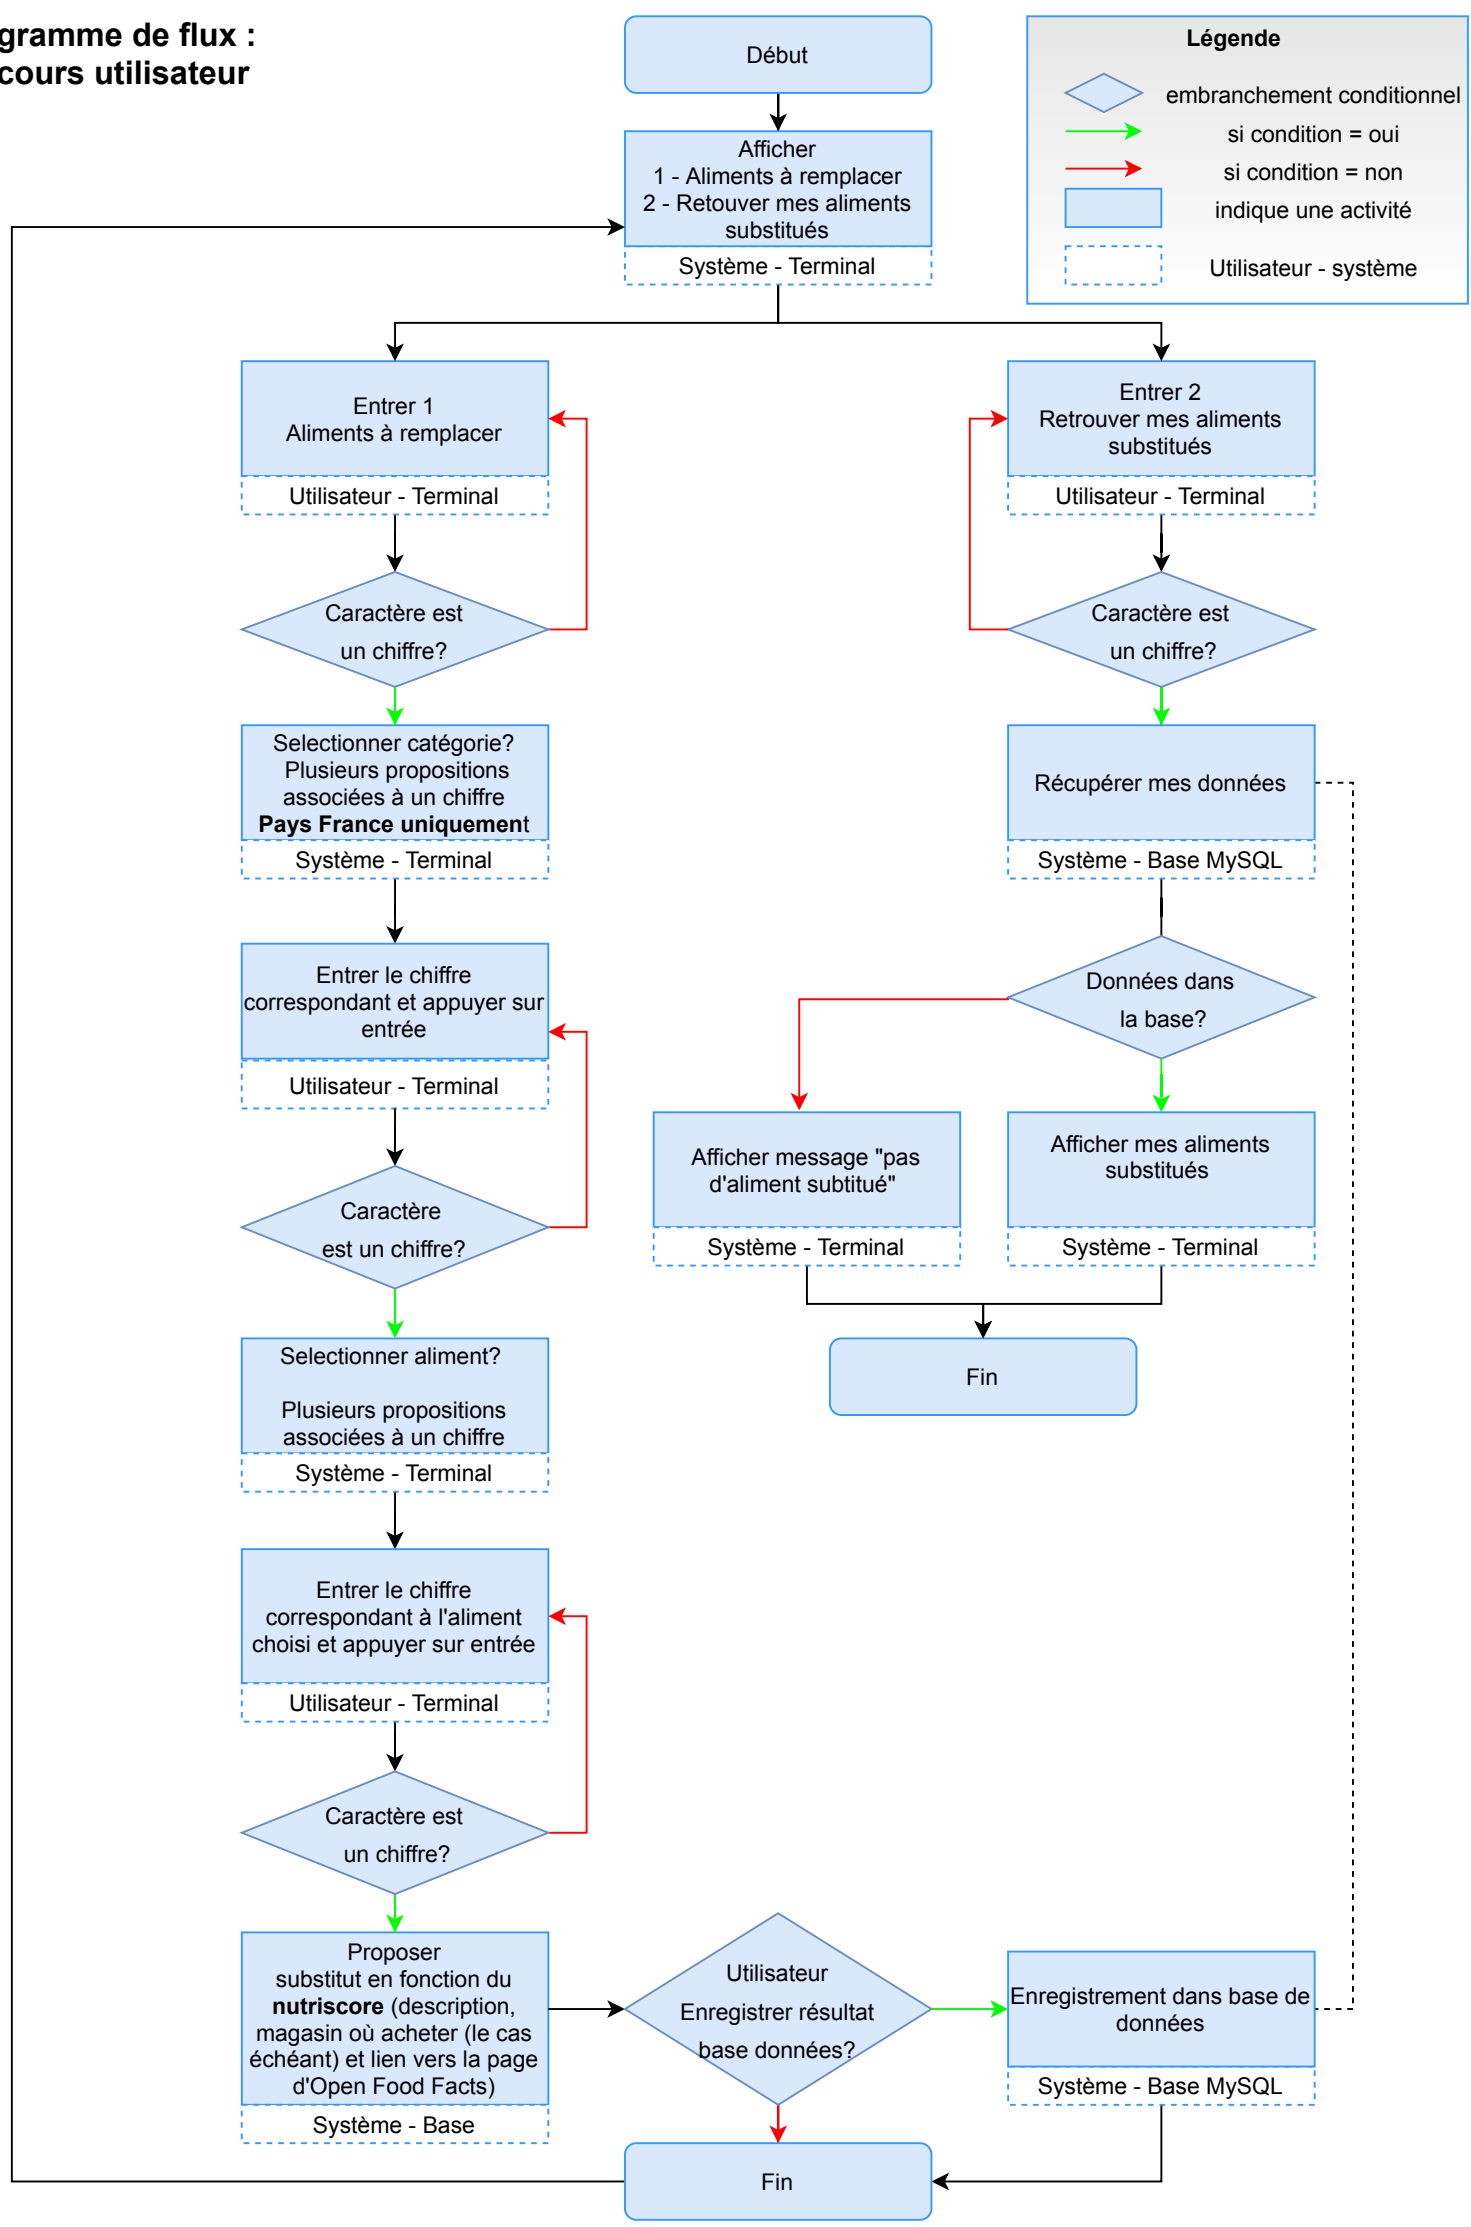 gramme de flux :
cours utilisateur
Début
Légende
embranchement conditionnel
si condition = oui
si condition = non
indique une activité
Utilisateur - système
Afficher
1 - Aliments à remplacer
2 - Retouver mes aliments
substitués
Système - Terminal
Entrer 1
Aliments à remplacer
Utilisateur - Terminal
Caractère est
un chiffre?
Selectionner catégorie?
Plusieurs propositions
associées à un chiffre
Pays France uniquement
Système - Terminal
Entrer le chiffre
correspondant et appuyer sur
entrée
Utilisateur - Terminal
Caractère
est un chiffre?
Selectionner aliment?
Plusieurs propositions
associées à un chiffre
Système - Terminal
Entrer le chiffre
correspondant à l'aliment
choisi et appuyer sur entrée
Utilisateur - Terminal
Caractère est
un chiffre?
Proposer
substitut en fonction du
nutriscore (description,
magasin où acheter (le cas
échéant) et lien vers la page
d'Open Food Facts)
Système - Base
Entrer 2
Retrouver mes aliments
substitués
Utilisateur - Terminal
Caractère est
un chiffre?
Récupérer mes données
Système - Base MySQL
Données dans
la base?
Afficher message "pas
d'aliment subtitué"
Système - Terminal
Afficher mes aliments
substitués
Système - Terminal
Fin
Utilisateur
Enregistrer résultat
base données?
Enregistrement dans base de
données
Système - Base MySQL
Fin